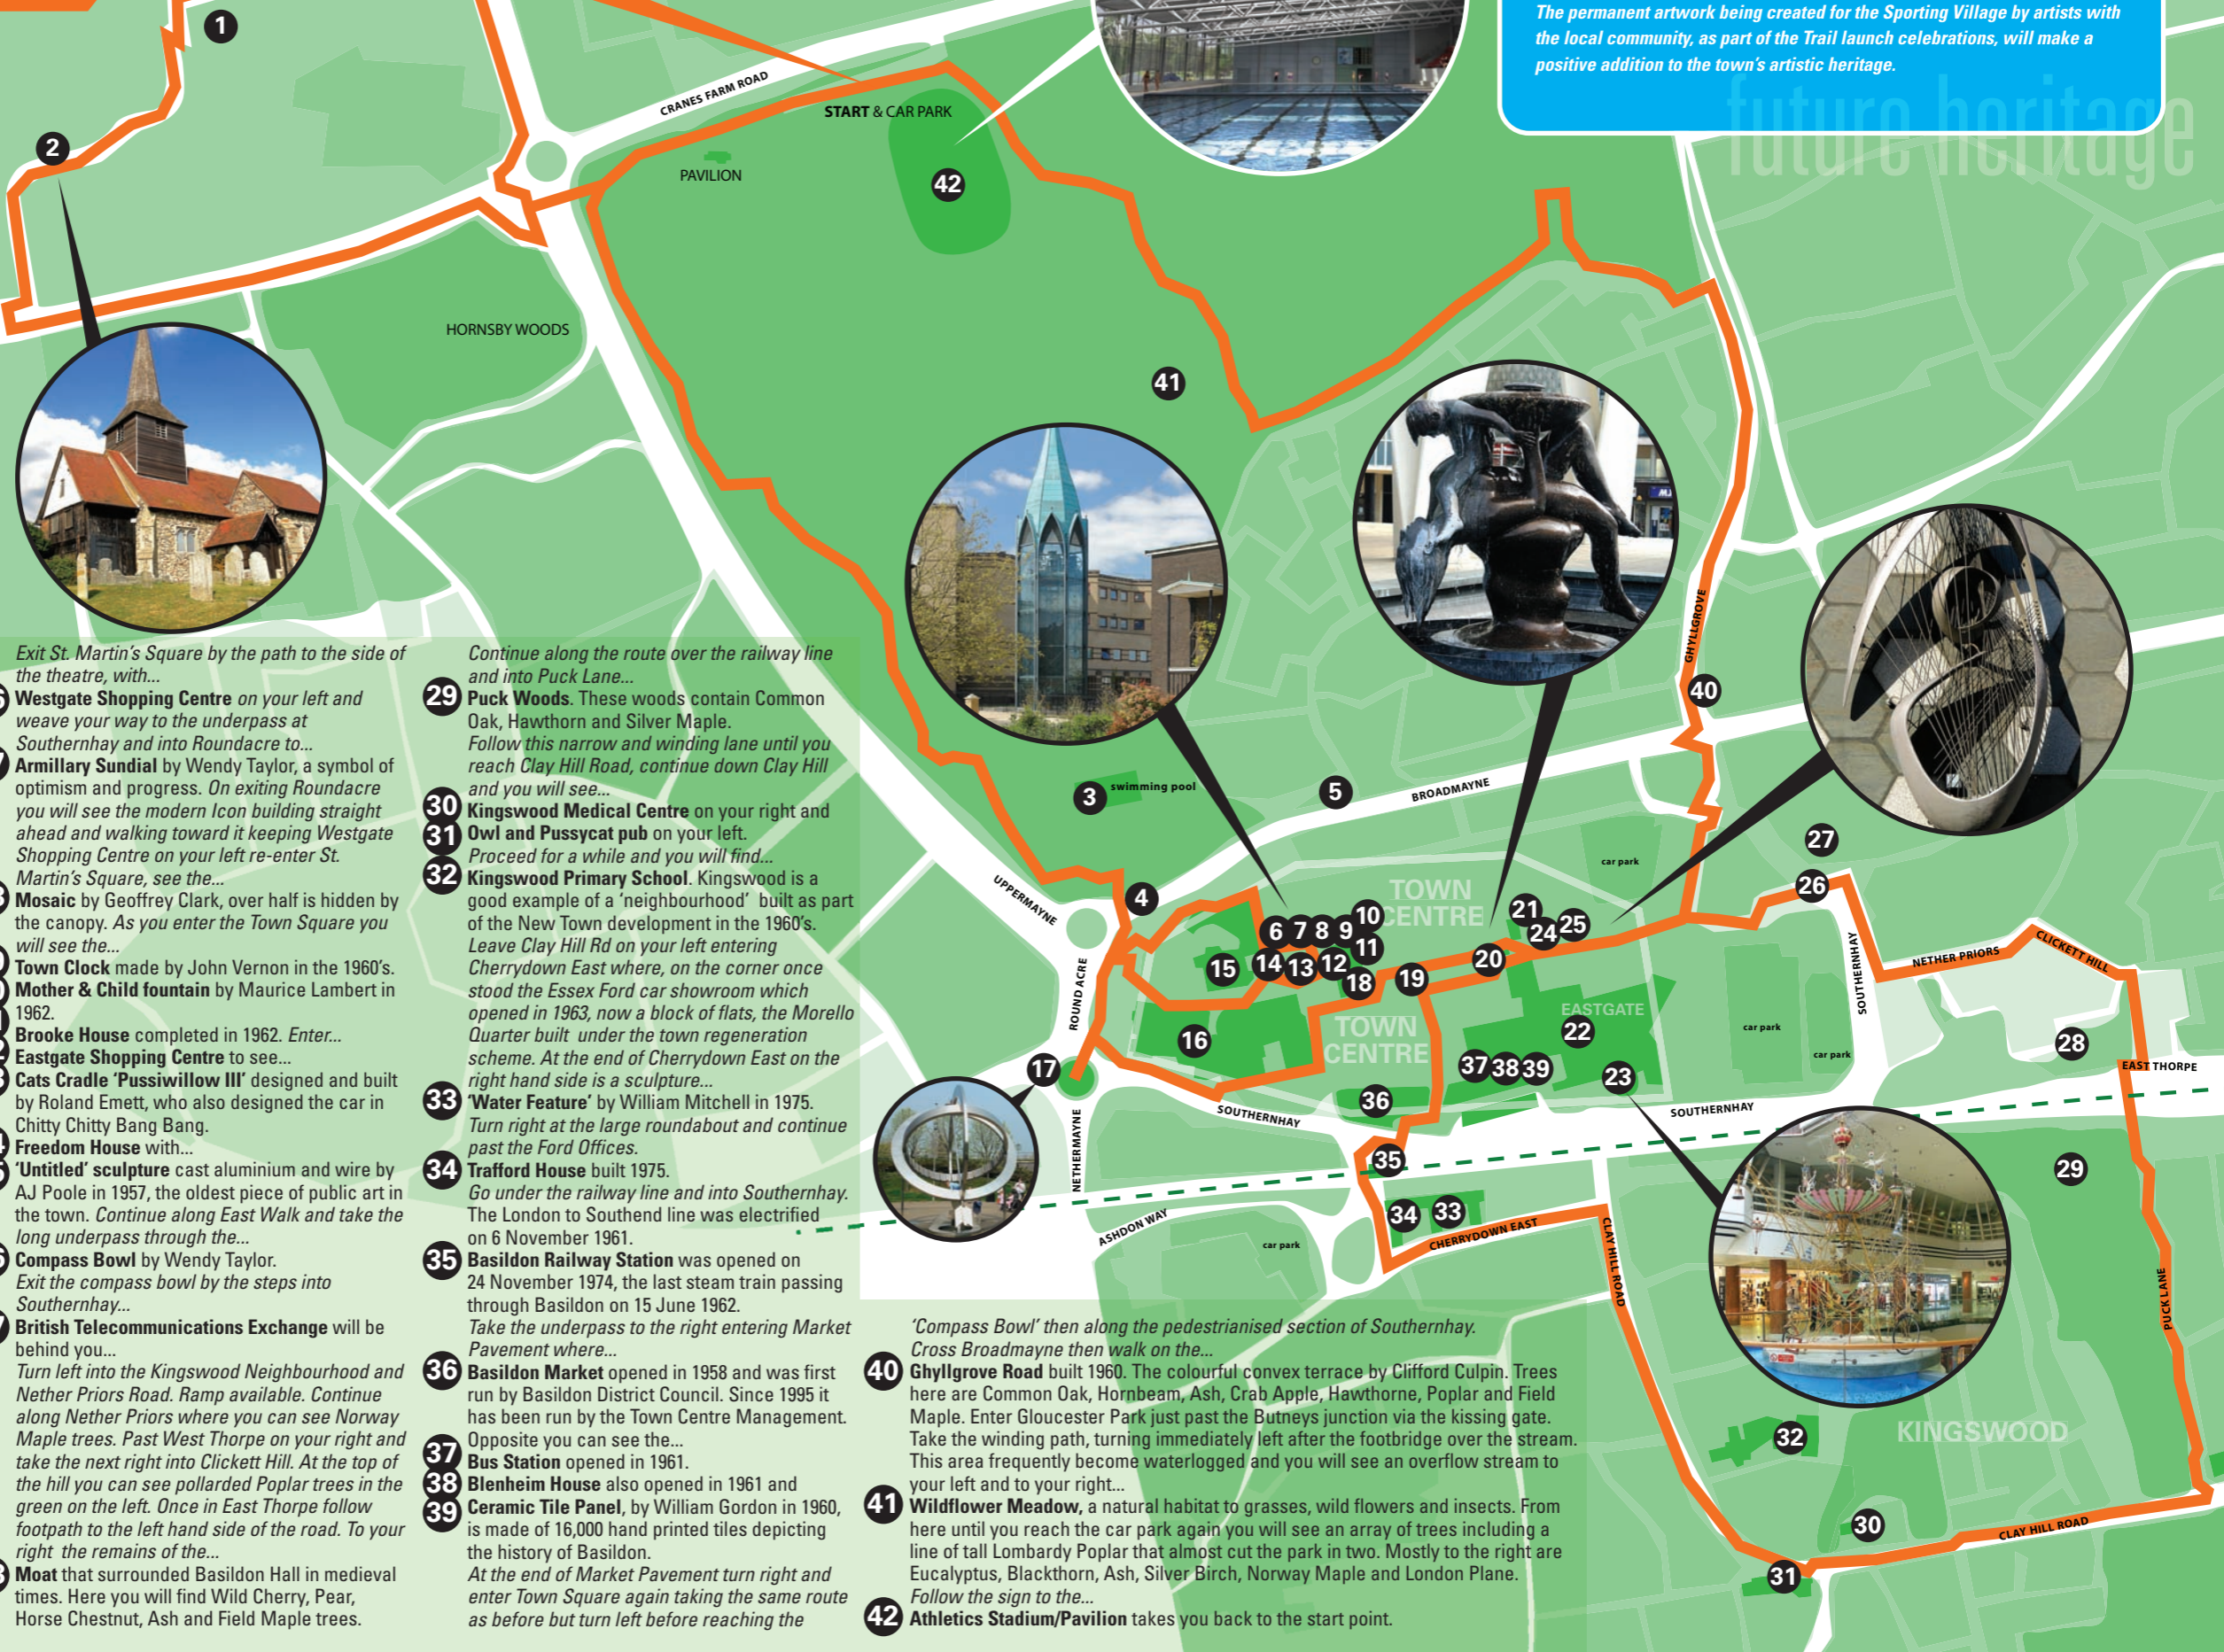 The permanent artwork being created for the Sporting Village by artists with
the local community, as part of the Trail launch celebrations, will make a
positive addition to the town's artistic heritage.
future heritage
1
2
CRANES FARM ROAD
START & CAR PARK
PAVILION
42
HORNSBY WOODS
41
GHYLLGROVE
40
3
swimming pool
5
BROADMAYNE
UPPERMAYNE
4
car park
27
26
TOWN
CENTRE
6
7
8
9
10
11
21
24
25
14
13
12
15
18
19
20
SOUTHERNHAY
NETHER PRIORS
CLICKETT HILL
ROUND ACRE
16
TOWN
CENTRE
EASTGATE
22
car park
car park
28
EAST THORPE
17
37
38
39
23
36
SOUTHERNHAY
SOUTHERNHAY
NETHERMAYNE
35
29
34
33
ASHDON WAY
car park
CHERRYDOWN EAST
CLAY HILL ROAD
PUCK LANE
32
KINGSWOOD
30
CLAY HILL ROAD
31
Exit St. Martin's Square by the path to the side of
the theatre, with...
Westgate Shopping Centre on your left and
weave your way to the underpass at
Southernhay and into Roundacre to...
Armillary Sundial by Wendy Taylor, a symbol of
optimism and progress. On exiting Roundacre
you will see the modern Icon building straight
ahead and walking toward it keeping Westgate
Shopping Centre on your left re-enter St.
Martin's Square, see the...
Mosaic by Geoffrey Clark, over half is hidden by
the canopy. As you enter the Town Square you
will see the...
Town Clock made by John Vernon in the 1960's.
Mother & Child fountain by Maurice Lambert in
1962.
Brooke House completed in 1962. Enter...
Eastgate Shopping Centre to see...
Cats Cradle 'Pussiwillow III' designed and built
by Roland Emett, who also designed the car in
Chitty Chitty Bang Bang.
Freedom House with...
'Untitled' sculpture cast aluminium and wire by
AJ Poole in 1957, the oldest piece of public art in
the town. Continue along East Walk and take the
long underpass through the...
Compass Bowl by Wendy Taylor.
Exit the compass bowl by the steps into
Southernhay...
British Telecommunications Exchange will be
behind you...
Turn left into the Kingswood Neighbourhood and
Nether Priors Road. Ramp available. Continue
along Nether Priors where you can see Norway
Maple trees. Past West Thorpe on your right and
take the next right into Clickett Hill. At the top of
the hill you can see pollarded Poplar trees in the
green on the left. Once in East Thorpe follow
footpath to the left hand side of the road. To your
right the remains of the...
Moat that surrounded Basildon Hall in medieval
times. Here you will find Wild Cherry, Pear,
Horse Chestnut, Ash and Field Maple trees.
Continue along the route over the railway line
and into Puck Lane...
29 Puck Woods. These woods contain Common
Oak, Hawthorn and Silver Maple.
Follow this narrow and winding lane until you
reach Clay Hill Road, continue down Clay Hill
and you will see...
30 Kingswood Medical Centre on your right and
31 Owl and Pussycat pub on your left.
Proceed for a while and you will find...
32 Kingswood Primary School. Kingswood is a
good example of a 'neighbourhood' built as part
of the New Town development in the 1960's.
Leave Clay Hill Rd on your left entering
Cherrydown East where, on the corner once
stood the Essex Ford car showroom which
opened in 1963, now a block of flats, the Morello
Quarter built under the town regeneration
scheme. At the end of Cherrydown East on the
right hand side is a sculpture...
33 'Water Feature' by William Mitchell in 1975.
Turn right at the large roundabout and continue
past the Ford Offices.
34 Trafford House built 1975.
Go under the railway line and into Southernhay.
The London to Southend line was electrified
on 6 November 1961.
35 Basildon Railway Station was opened on
24 November 1974, the last steam train passing
through Basildon on 15 June 1962.
Take the underpass to the right entering Market
Pavement where...
36 Basildon Market opened in 1958 and was first
run by Basildon District Council. Since 1995 it
has been run by the Town Centre Management.
Opposite you can see the...
37 Bus Station opened in 1961.
38 Blenheim House also opened in 1961 and
39 Ceramic Tile Panel, by William Gordon in 1960,
is made of 16,000 hand printed tiles depicting
the history of Basildon.
At the end of Market Pavement turn right and
enter Town Square again taking the same route
as before but turn left before reaching the
'Compass Bowl' then along the pedestrianised section of Southernhay.
Cross Broadmayne then walk on the...
40 Ghyllgrove Road built 1960. The colourful convex terrace by Clifford Culpin. Trees
here are Common Oak, Hornbeam, Ash, Crab Apple, Hawthorne, Poplar and Field
Maple. Enter Gloucester Park just past the Butneys junction via the kissing gate.
Take the winding path, turning immediately left after the footbridge over the stream.
This area frequently become waterlogged and you will see an overflow stream to
your left and to your right...
41 Wildflower Meadow, a natural habitat to grasses, wild flowers and insects. From
here until you reach the car park again you will see an array of trees including a
line of tall Lombardy Poplar that almost cut the park in two. Mostly to the right are
Eucalyptus, Blackthorn, Ash, Silver Birch, Norway Maple and London Plane.
Follow the sign to the...
42 Athletics Stadium/Pavilion takes you back to the start point.